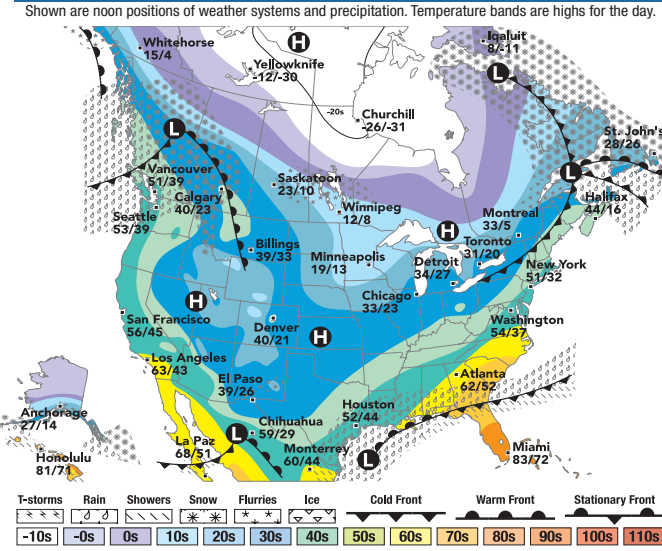 Shown are noon positions of weather systems and precipitation. Temperature bands are highs for the day.
Whitehorse
15/4
H
Yellowknife
-12/-30
Iqaluit
8/-11
L
-20s
Churchill
-26/-31
L
St. John's
28/26
L
Vancouver
51/39
Calgary
40/23
Saskatoon
23/10
Winnipeg
12/8
Halifax
44/16
Seattle
53/39
Montreal
33/5
H
Toronto
31/20
Billings
39/33
Minneapolis
19/13
Detroit
34/27
New York
51/32
Chicago
33/23
H
San Francisco
56/45
Denver
40/21
H
Washington
54/37
Los Angeles
63/43
El Paso
39/26
Atlanta
62/52
Houston
52/44
Anchorage
27/14
Chihuahua
59/29
L
La Paz
68/51
Monterrey
60/44
L
Miami
83/72
Honolulu
81/71
T-storms Rain Showers Snow Flurries Ice Cold Front Warm Front Stationary Front
-10s -0s 0s 10s 20s 30s 40s 50s 60s 70s 80s 90s 100s 110s